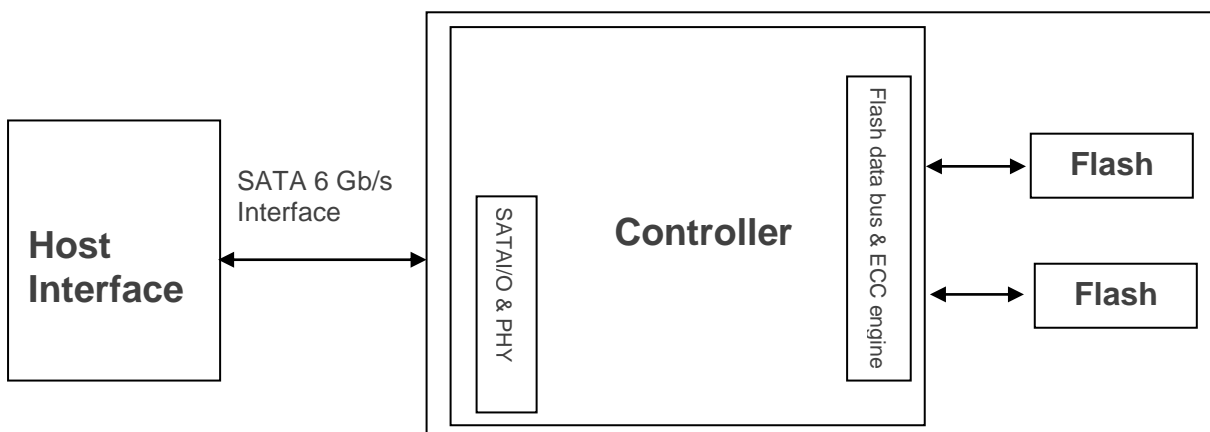 Host
Interface
SATA 6 Gb/s
Interface
SATAI/O & PHY
Controller
Flash data bus & ECC engine
Flash
Flash